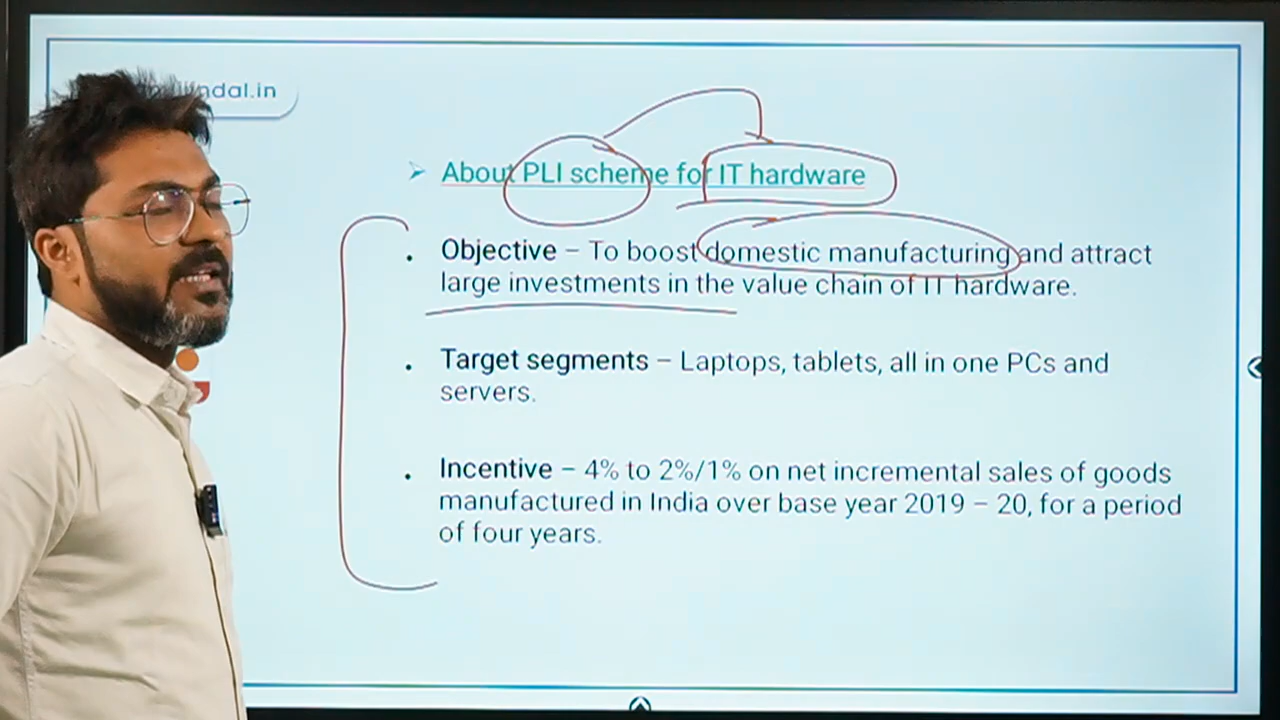 ndal.in
About PLI scheme for IT hardware
Objective – To boost domestic manufacturing and attract
large investments in the value chain of IT hardware.
Target segments – Laptops, tablets, all in one PCs and
servers.
Incentive – 4% to 2%/1% on net incremental sales of goods
manufactured in India over base year 2019 – 20, for a period
of four years.